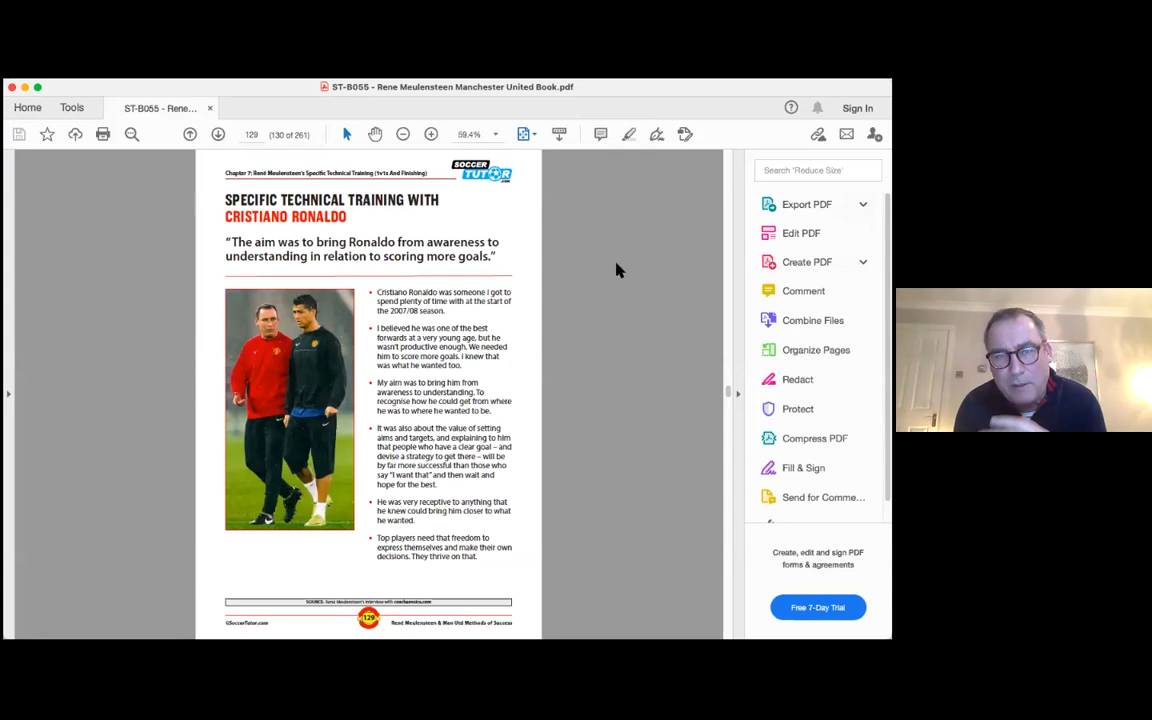 ST-B055 - Rene Meulensteen Manchester United Book.pdf
Home
Tools
ST-B055 - Rene...
×
?
Sign In
129
(130 of 261)
59.4%
Chapter 7: René Meulensteen's Specific Technical Training (1v1s And Finishing)
SOCCER
TUTOR
.COM
SPECIFIC TECHNICAL TRAINING WITH
CRISTIANO RONALDO
“The aim was to bring Ronaldo from awareness to
understanding in relation to scoring more goals.”
• Cristiano Ronaldo was someone I got to
spend plenty of time with at the start of
the 2007/08 season.
• I believed he was one of the best
forwards at a very young age, but he
wasn't productive enough. We needed
him to score more goals. I knew that
was what he wanted too.
• My aim was to bring him from
awareness to understanding. To
recognise how he could get from where
he was to where he wanted to be.
• It was also about the value of setting
aims and targets, and explaining to him
that people who have a clear goal – and
devise a strategy to get there – will be
by far more successful than those who
say “I want that” and then wait and
hope for the best.
• He was very receptive to anything that
he knew could bring him closer to what
he wanted.
• Top players need that freedom to
express themselves and make their own
decisions. They thrive on that.
SOURCE: René Meulensteen's interview with
©SoccerTutor.com
129
René Meulensteen & Man Utd Methods of Success
Search 'Reduce Size'
Export PDF
Edit PDF
Create PDF
Comment
Combine Files
Organize Pages
Redact
Protect
Compress PDF
Fill & Sign
Send for Comme...
Create, edit and sign PDF
forms & agreements
Free 7-Day Trial